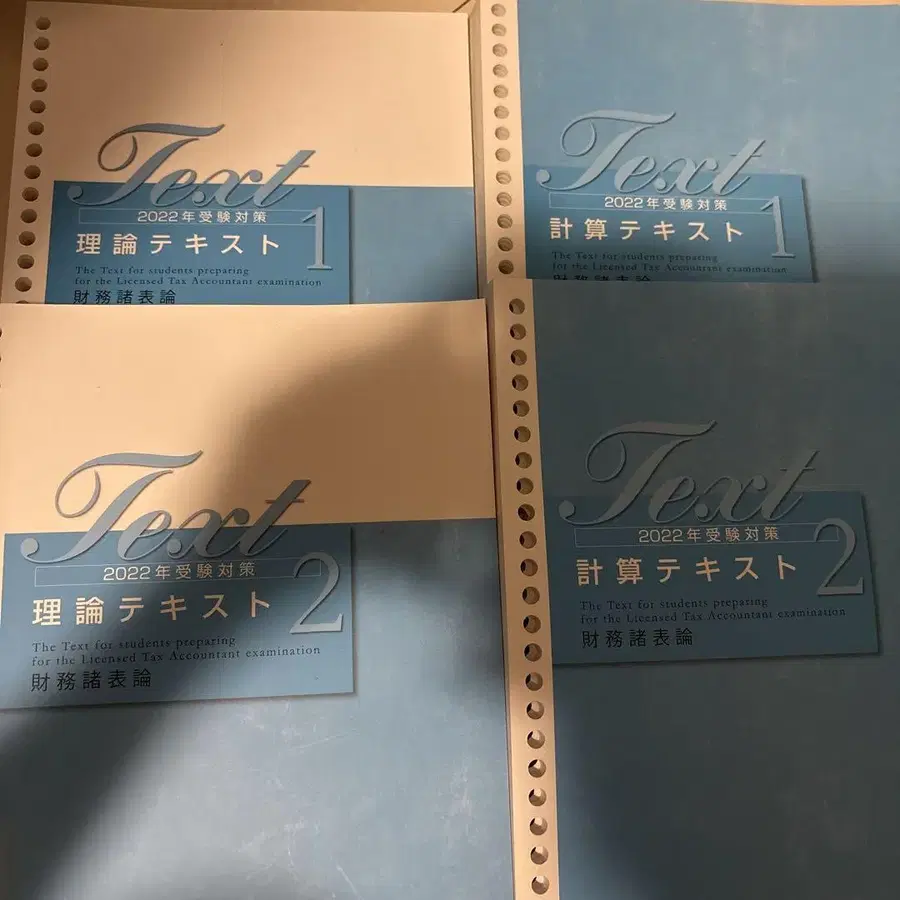 Text 1
2022年受験対策
理論テキスト
The Text for students preparing
for the Licensed Tax Accountant examination
財務諸表論
Text 1
2022年受験対策
計算テキスト
The Text for students preparing
for the Licensed Tax Accountant examination
財務諸表論
Text 2
2022年受験対策
理論テキスト
The Text for students preparing
for the Licensed Tax Accountant examination
財務諸表論
Text 2
2022年受験対策
計算テキスト
The Text for students preparing
for the Licensed Tax Accountant examination
財務諸表論